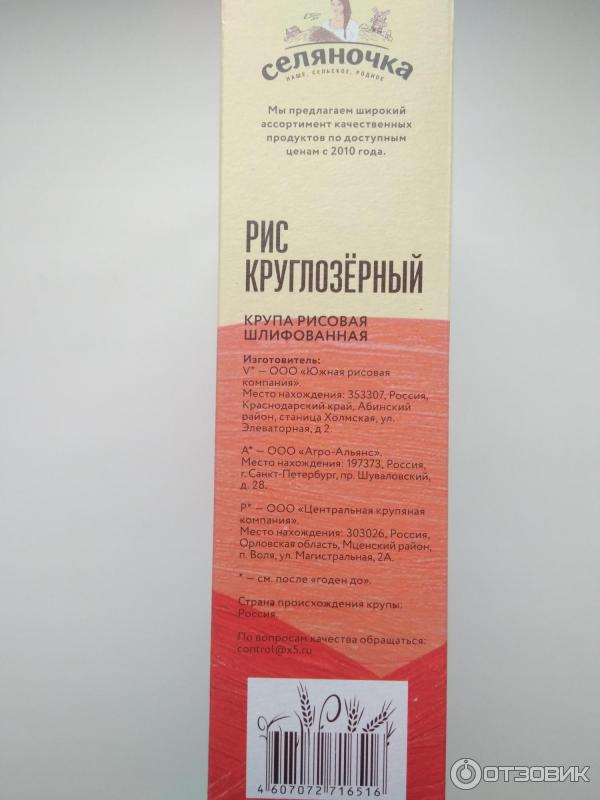 селяночка
НАШЕ, СЕЛЬСКОЕ, РОДНОЕ
Мы предлагаем широкий
ассортимент качественных
продуктов по доступным
ценам с 2010 года.
РИС
КРУГЛОЗЁРНЫЙ
КРУПА РИСОВАЯ
ШЛИФОВАННАЯ
Изготовитель:
V* — ООО «Южная рисовая
компания».
Место нахождения: 353307, Россия,
Краснодарский край, Абинский
район, станица Холмская, ул.
Элеваторная, д 2.
А* — ООО «Агро-Альянс».
Место нахождения: 197373, Россия,
г. Санкт-Петербург, пр. Шуваловский,
д. 28.
Р* — ООО «Центральная крупяная
компания».
Место нахождения: 303026, Россия,
Орловская область, Мценский район,
п. Воля, ул. Магистральная, 2А.
* — см. после «годен до».
Страна происхождения крупы:
Россия.
По вопросам качества обращаться:
control@x5.ru
4 607072 716516
ОТЗОВИК